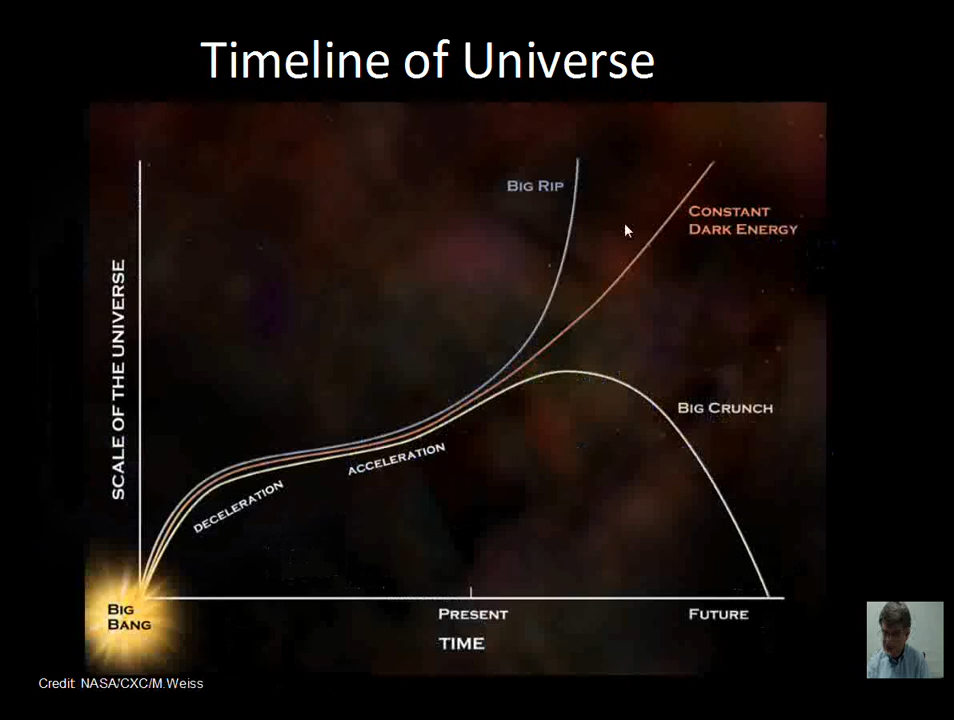 Timeline of Universe
BIG RIP
CONSTANT
DARK ENERGY
SCALE OF THE UNIVERSE
BIG CRUNCH
ACCELERATION
DECELERATION
BIG
BANG
PRESENT
FUTURE
TIME
Credit: NASA/CXC/M.Weiss